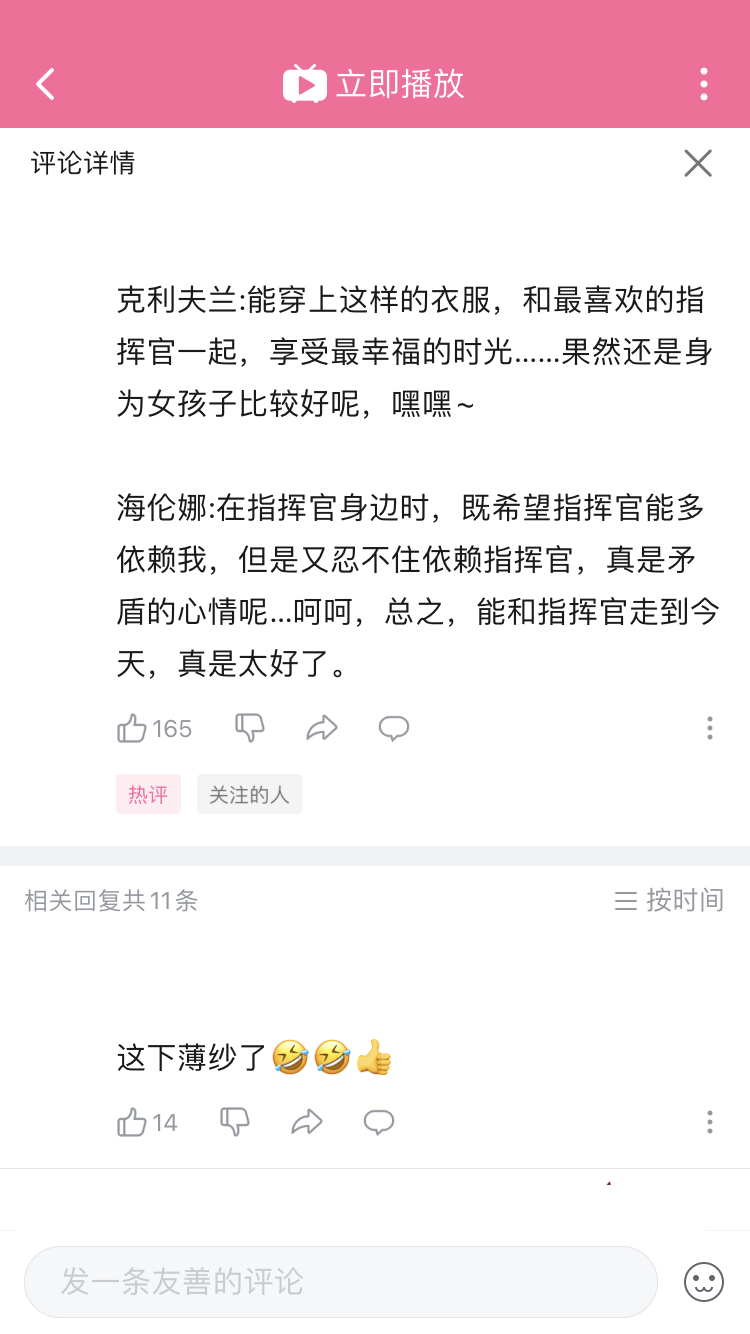 立即播放
评论详情
克利夫兰:能穿上这样的衣服，和最喜欢的指
挥官一起，享受最幸福的时光……果然还是身
为女孩子比较好呢，嘿嘿~
海伦娜:在指挥官身边时，既希望指挥官能多
依赖我，但是又忍不住依赖指挥官，真是矛
盾的心情呢...呵呵，总之，能和指挥官走到今
天，真是太好了。
165
热评 关注的人
相关回复共11条 按时间
这下薄纱了🤣🤣👍
14
发一条友善的评论